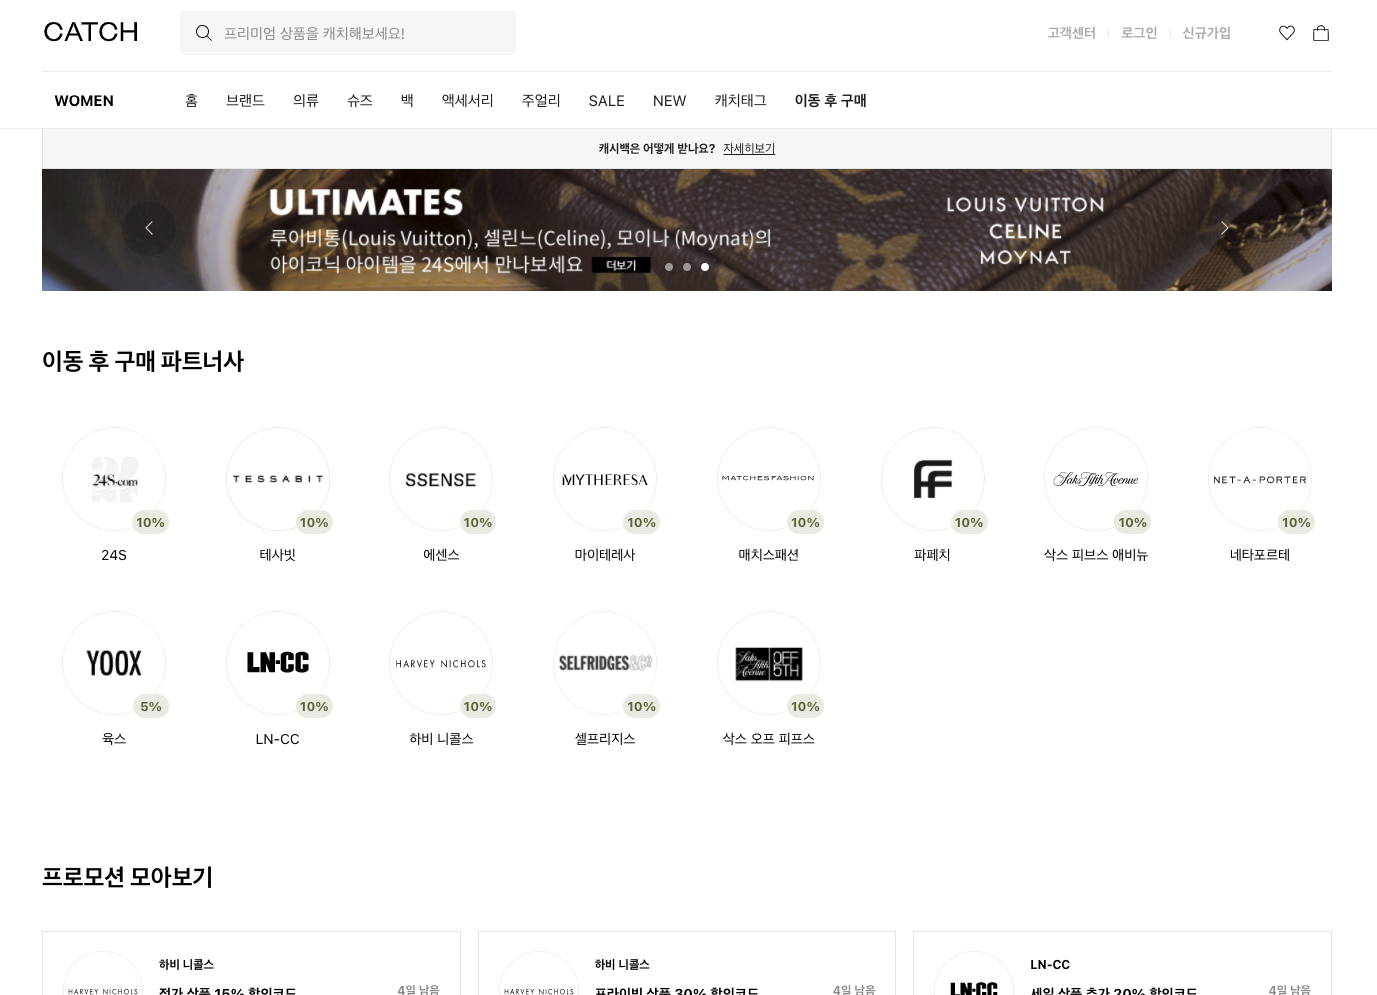 CATCH
프리미엄 상품을 캐치해보세요!
고객센터 로그인 신규가입
WOMEN 홈 브랜드 의류 슈즈 백 액세서리 주얼리 SALE NEW 캐치태그 이동 후 구매
캐시백은 어떻게 받나요? 자세히보기
ULTIMATES
루이비통(Louis Vuitton), 셀린느(Celine), 모이나 (Moynat)의
아이코닉 아이템을 24S에서 만나보세요 더보기
LOUIS VUITTON
CELINE
MOYNAT
이동 후 구매 파트너사
24S.com TESSABIT SSENSE MYTHERESA MATCHESFASHION FF Saks Fifth Avenue NET-A-PORTER
10% 10% 10% 10% 10% 10% 10% 10%
24S 테사빗 에센스 마이테레사 매치스패션 파페치 삭스 피브스 애비뉴 네타포르테
YOOX LN-CC HARVEY NICHOLS SELFRIDGES&CO Saks Fifth Avenue OFF 5TH
5% 10% 10% 10% 10%
육스 LN-CC 하비 니콜스 셀프리지스 삭스 오프 피프스
프로모션 모아보기
하비 니콜스 하비 니콜스 LN-CC
HARVEY NICHOLS 정가 상품 15% 할인코드 4일 남음 HARVEY NICHOLS 프라이빗 상품 30% 할인코드 4일 남음 LN-CC 세일 상품 추가 20% 할인코드 4일 남음